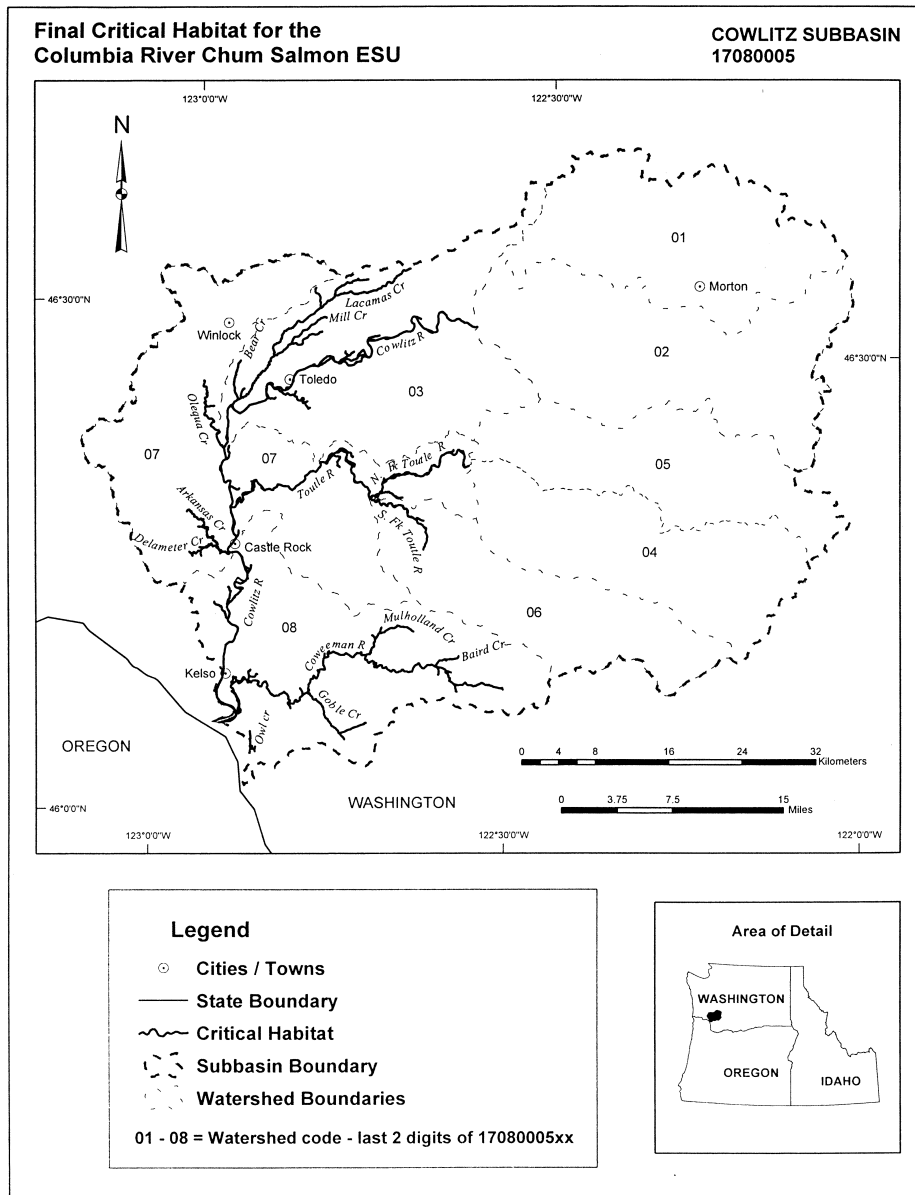 Final Critical Habitat for the
Columbia River Chum Salmon ESU
COWLITZ SUBBASIN
17080005
123°0'0"W
122°30'0"W
N
01
Morton
46°30'0"N
Lacamas Cr
Mill Cr
Winlock
Bear Cr
Cowlitz R
02
46°30'0"N
Toledo
03
Olequa Cr
07
07
N. Fk Toutle R
05
Toutle R
Arkansas Cr
S. Fk Toutle R
Delameter Cr
Castle Rock
04
Cowlitz R
06
08
Mulholland Cr
Coweeman R
Baird Cr
Kelso
Goble Cr
Owl cr
OREGON
0 4 8 16 24 32
Kilometers
WASHINGTON
46°0'0"N
0 3.75 7.5 15
Miles
123°0'0"W
122°30'0"W
122°0'0"W
Legend
Cities / Towns
State Boundary
Critical Habitat
Subbasin Boundary
Watershed Boundaries
01 - 08 = Watershed code - last 2 digits of 17080005xx
Area of Detail
WASHINGTON
OREGON
IDAHO